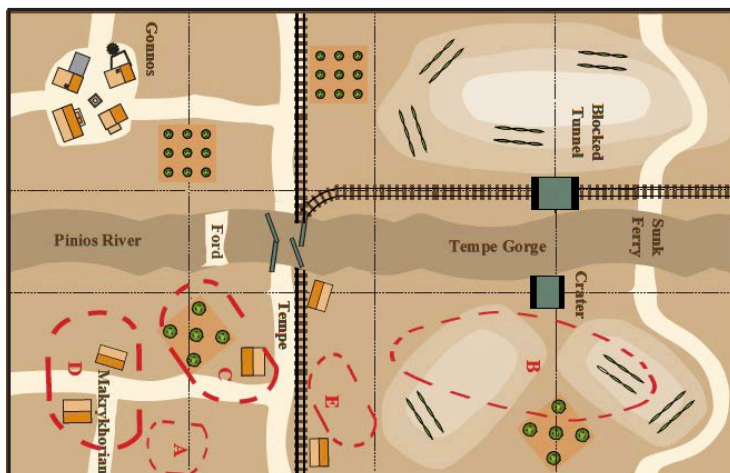 Gonnos
Blocked
Tunnel
Pinios River
Ford
Tempe Gorge
Sunk
Ferry
Tempe
Crater
D
Makrykhorian
C
A
E
B